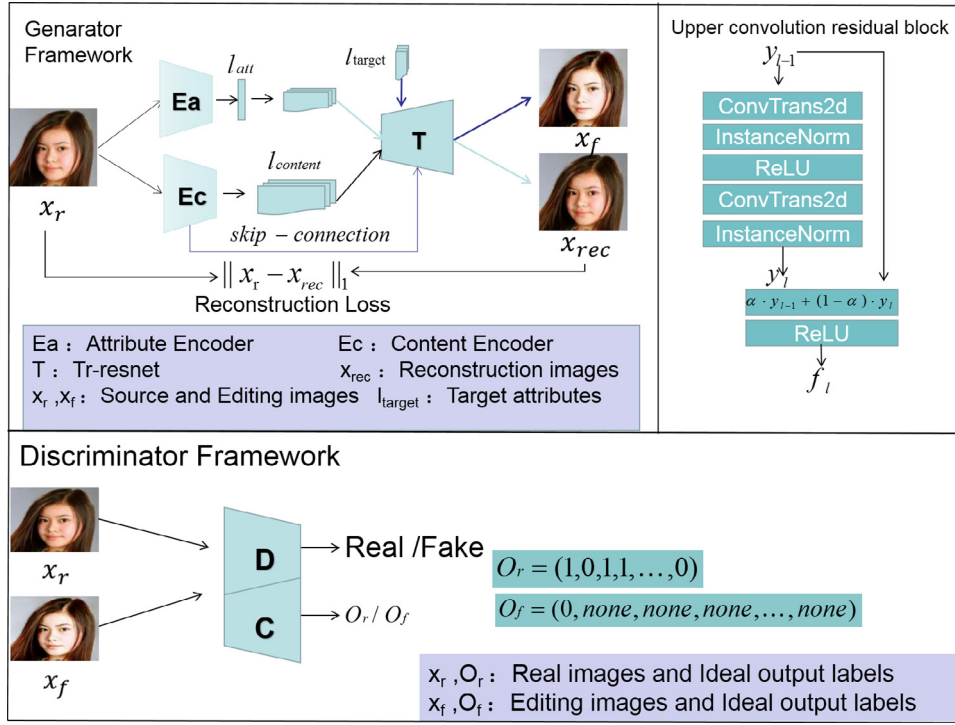 Genarator
Framework
l_att
l_target
Ea
T
x_f
x_r
l_content
Ec
skip – connection
x_rec
|| x_r – x_rec ||_1
Reconstruction Loss
Ea： Attribute Encoder
Ec： Content Encoder
T： Tr-resnet
x_rec： Reconstruction images
x_r ,x_f： Source and Editing images
l_target： Target attributes
Upper convolution residual block
y_{l-1}
ConvTrans2d
InstanceNorm
ReLU
ConvTrans2d
InstanceNorm
y_l
α · y_{l-1} + (1 – α) · y_l
ReLU
f_l
Discriminator Framework
x_r
D
Real /Fake
O_r = (1,0,1,1,…,0)
C
O_r / O_f
O_f = (0, none, none, none,…, none)
x_f
x_r ,O_r： Real images and Ideal output labels
x_f ,O_f： Editing images and Ideal output labels